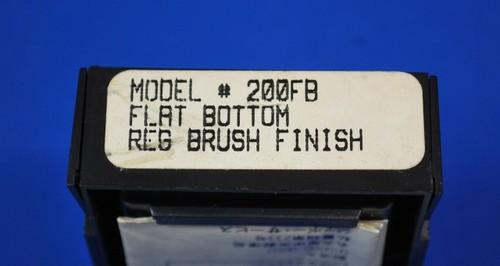 MODEL # 200FB
FLAT BOTTOM
REG BRUSH FINISH